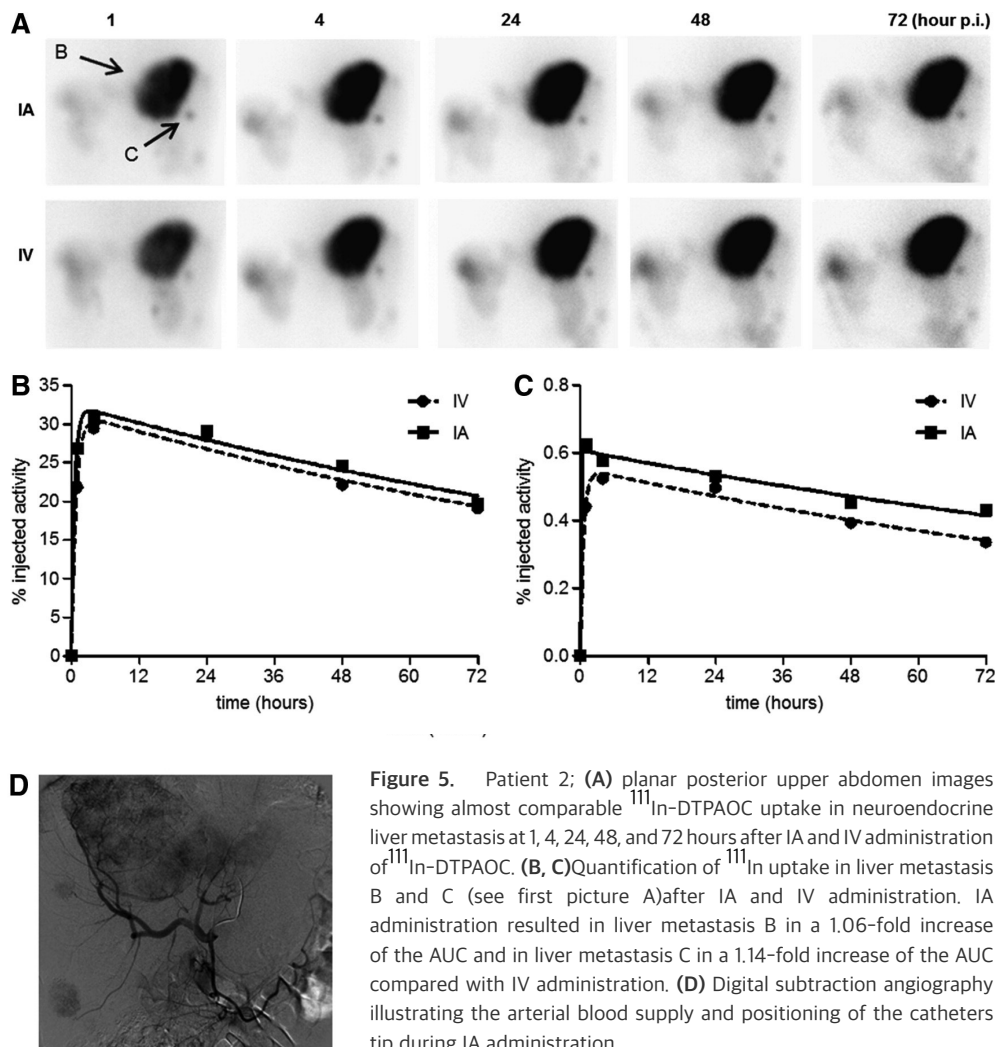 A
1 4 24 48 72 (hour p.i.)
B
IA
C
IV
B
35
30
25
20
15
10
5
0
% injected activity
IV
IA
0 12 24 36 48 60 72
time (hours)
C
0.8
0.6
0.4
0.2
0.0
% injected activity
IV
IA
0 12 24 36 48 60 72
time (hours)
D
Figure 5. Patient 2; (A) planar posterior upper abdomen images
showing almost comparable 111In-DTPAOC uptake in neuroendocrine
liver metastasis at 1, 4, 24, 48, and 72 hours after IA and IV administration
of 111In-DTPAOC. (B, C)Quantification of 111In uptake in liver metastasis
B and C (see first picture A)after IA and IV administration. IA
administration resulted in liver metastasis B in a 1.06-fold increase
of the AUC and in liver metastasis C in a 1.14-fold increase of the AUC
compared with IV administration. (D) Digital subtraction angiography
illustrating the arterial blood supply and positioning of the catheters
tip during IA administration